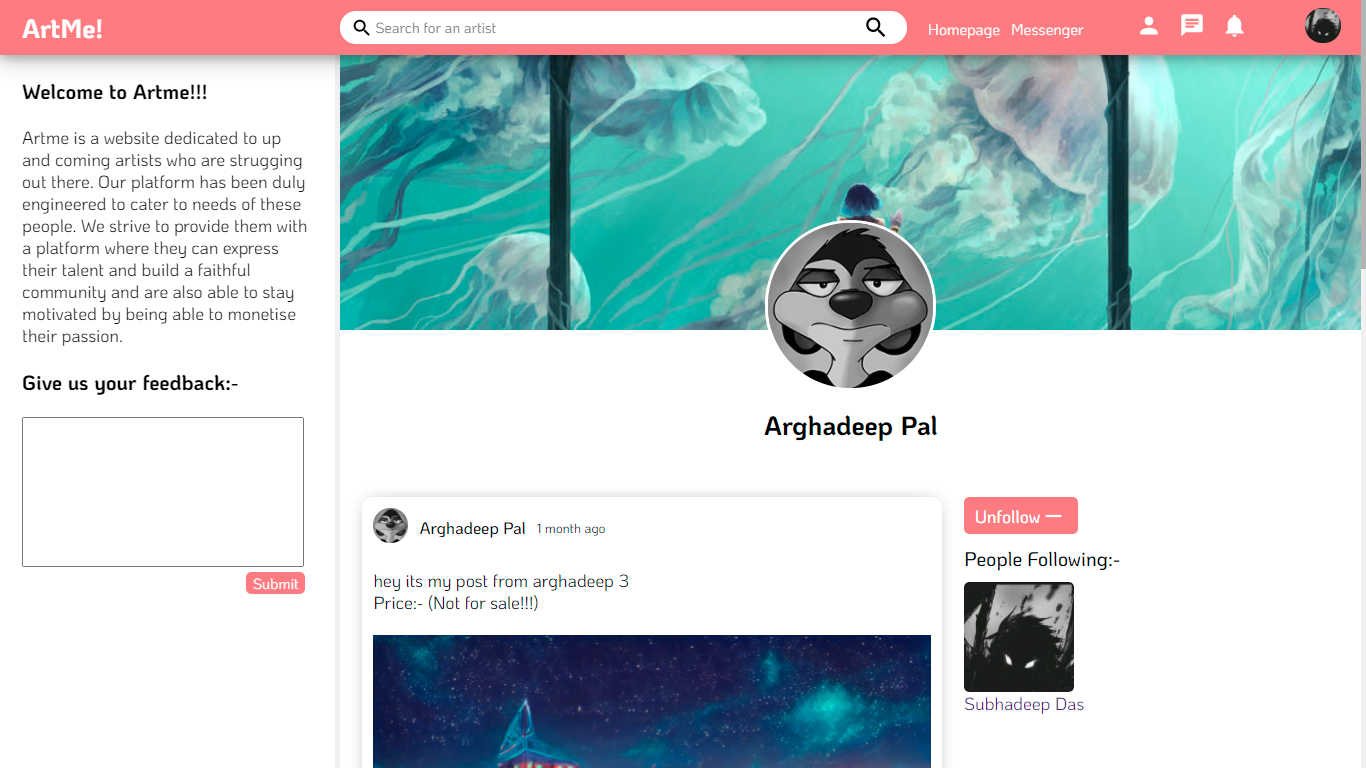 ArtMe!
Search for an artist
Homepage Messenger
Welcome to Artme!!!
Artme is a website dedicated to up
and coming artists who are strugging
out there. Our platform has been duly
engineered to cater to needs of these
people. We strive to provide them with
a platform where they can express
their talent and build a faithful
community and are also able to stay
motivated by being able to monetise
their passion.
Give us your feedback:-
Submit
Arghadeep Pal
Arghadeep Pal 1 month ago
hey its my post from arghadeep 3
Price:- (Not for sale!!!)
Unfollow —
People Following:-
Subhadeep Das